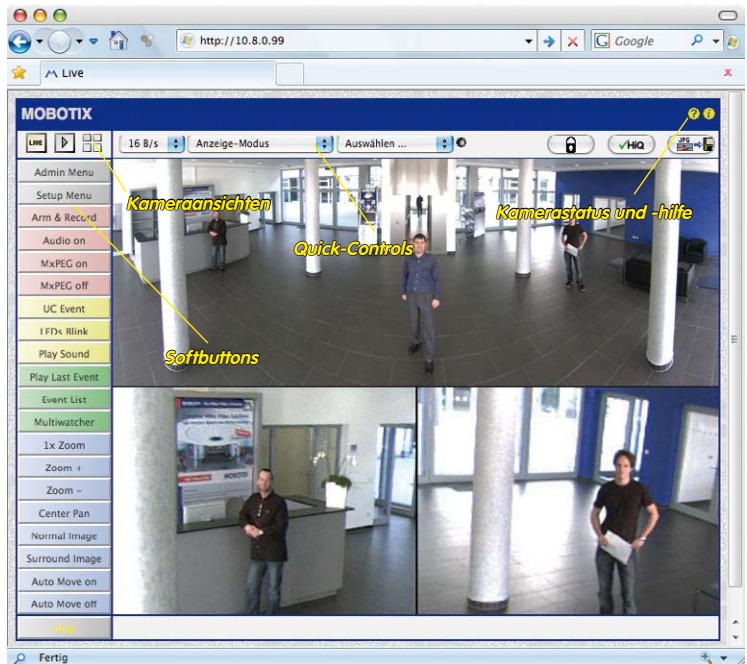 http://10.8.0.99
Google
Live
MOBOTIX
LIVE
16 B/s
Anzeige-Modus
Auswählen ...
HiQ
JPG
Admin Menu
Setup Menu
Arm & Record
Audio on
MxPEG on
MxPEG off
UC Event
LEDs Blink
Play Sound
Play Last Event
Event List
Multiwatcher
1x Zoom
Zoom +
Zoom -
Center Pan
Normal Image
Surround Image
Auto Move on
Auto Move off
Help
Kameraansichten
Quick-Controls
Kamerastatus und -hilfe
Softbuttons
MOBOTIX
Fertig